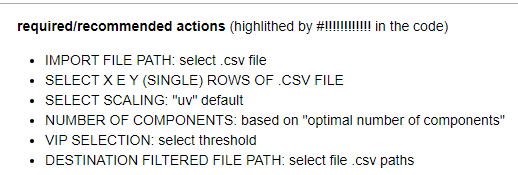 required/recommended actions (highlithed by #!!!!!!!!!!!! in the code)
• IMPORT FILE PATH: select .csv file
• SELECT X E Y (SINGLE) ROWS OF .CSV FILE
• SELECT SCALING: "uv" default
• NUMBER OF COMPONENTS: based on "optimal number of components"
• VIP SELECTION: select threshold
• DESTINATION FILTERED FILE PATH: select file .csv paths